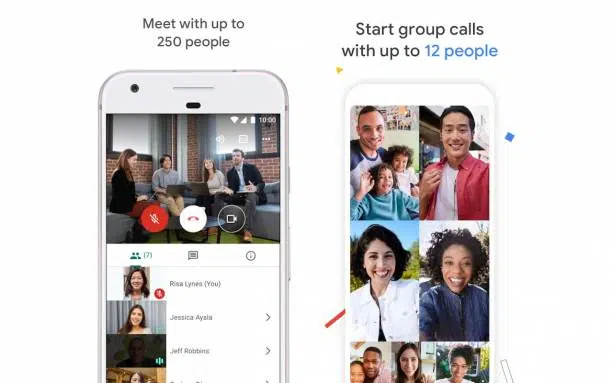 Meet with up to
250 people
10:00
(7)
Risa Lynes (You)
Jessica Ayala
Jeff Robbins
Start group calls
with up to 12 people